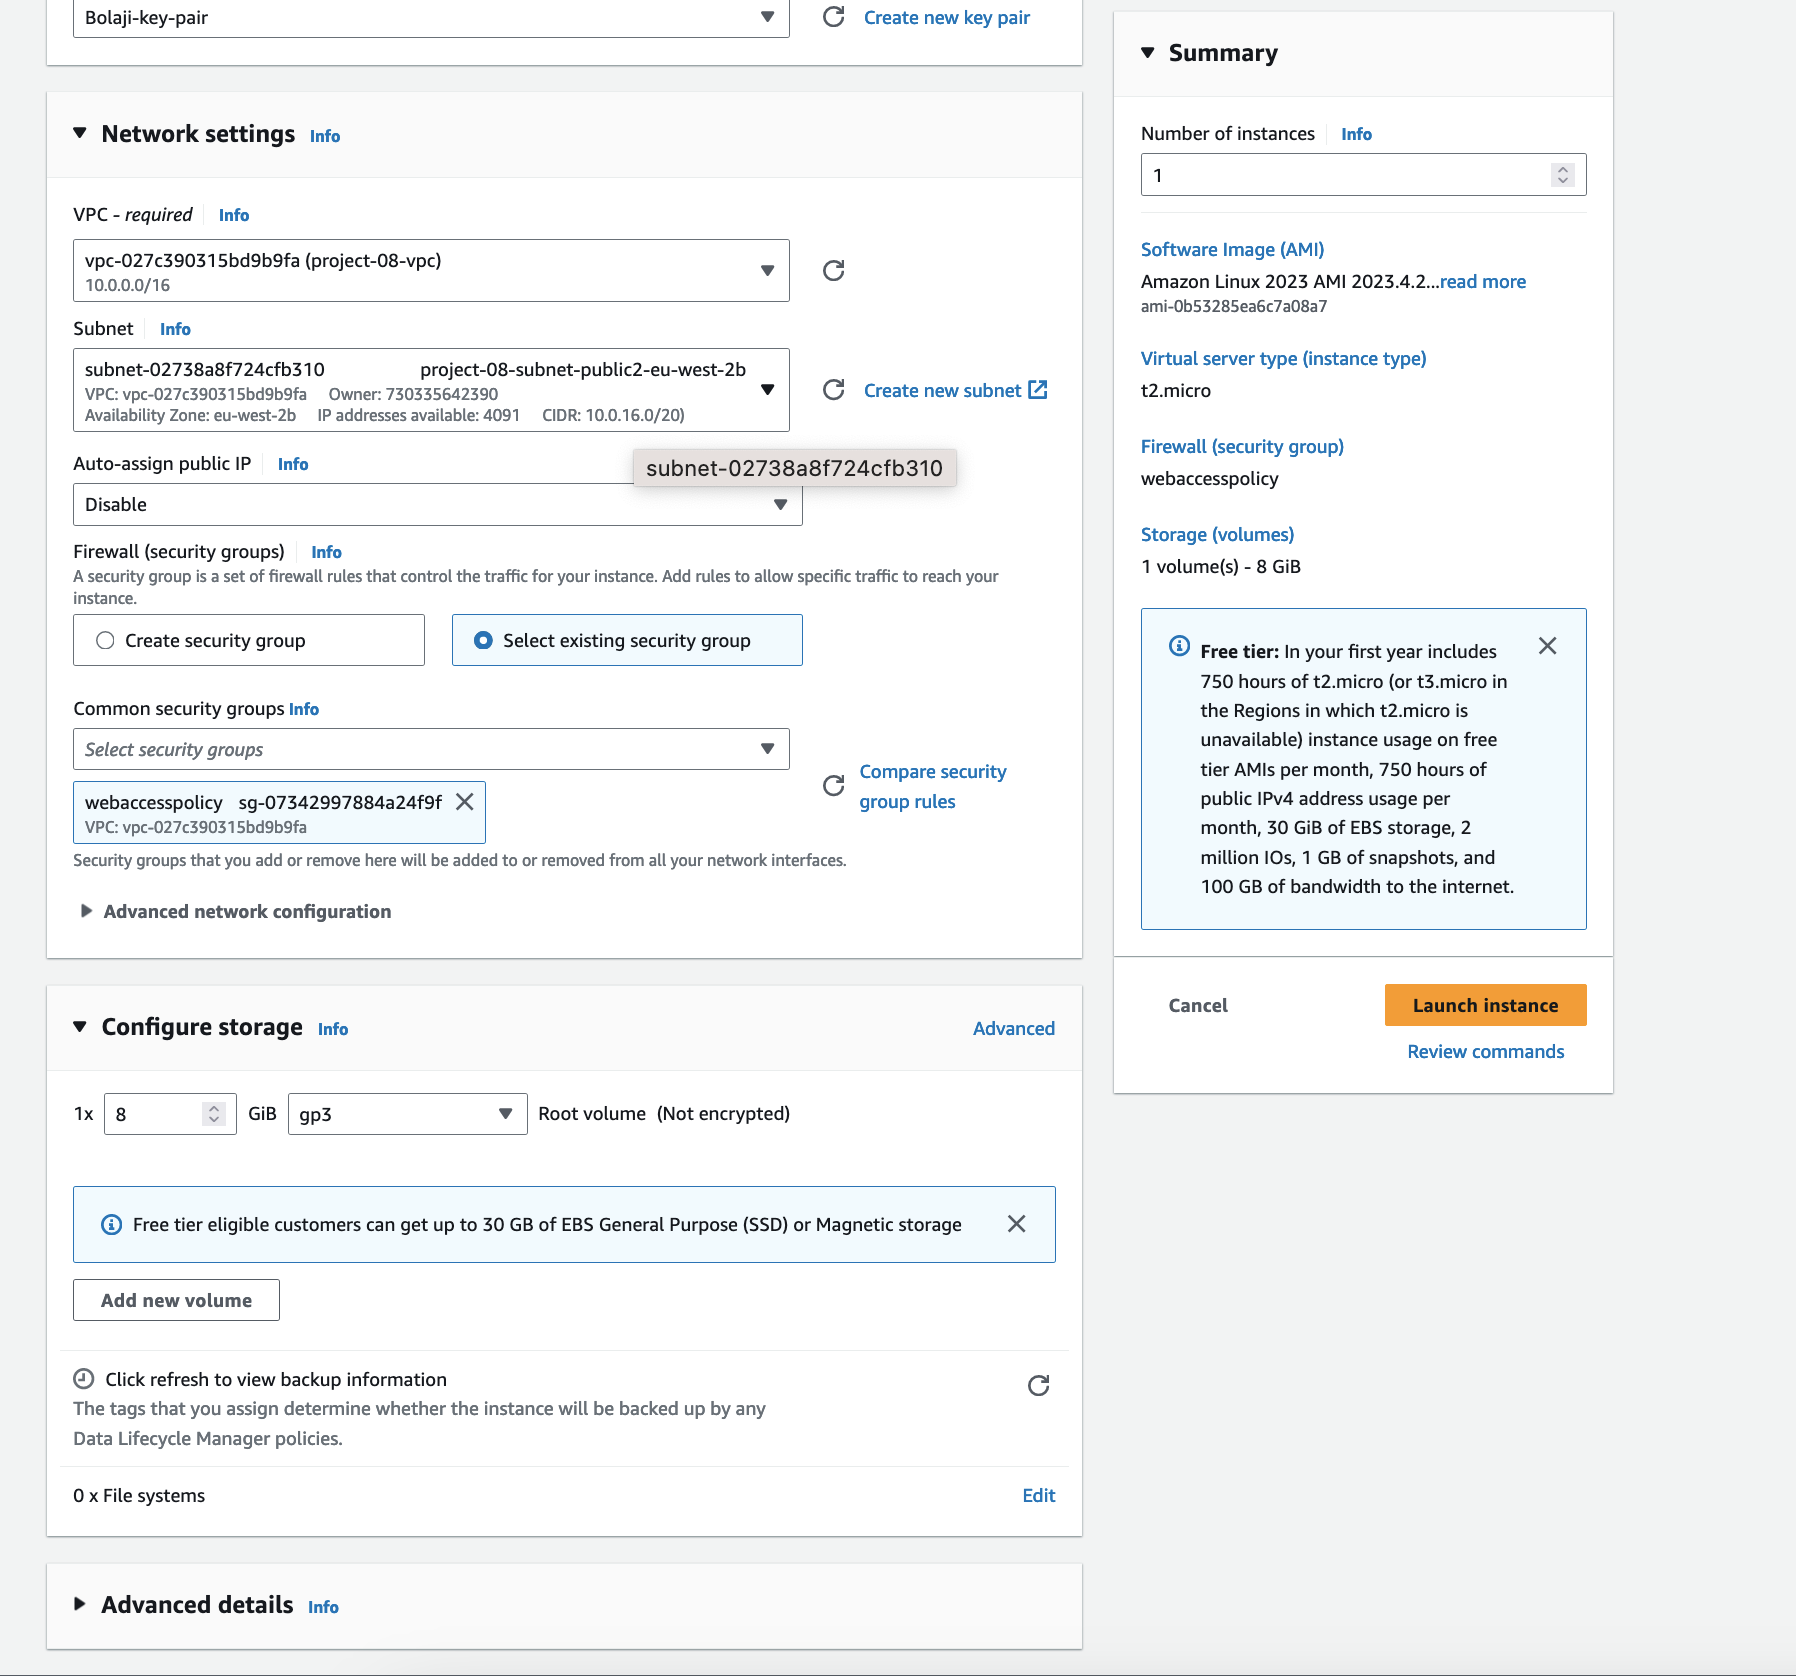 Bolaji-key-pair
Create new key pair
Network settings Info
VPC - required Info
vpc-027c390315bd9b9fa (project-08-vpc)
10.0.0.0/16
Subnet Info
subnet-02738a8f724cfb310 project-08-subnet-public2-eu-west-2b
VPC: vpc-027c390315bd9b9fa Owner: 730335642390
Availability Zone: eu-west-2b IP addresses available: 4091 CIDR: 10.0.16.0/20)
Create new subnet
Auto-assign public IP Info
subnet-02738a8f724cfb310
Disable
Firewall (security groups) Info
A security group is a set of firewall rules that control the traffic for your instance. Add rules to allow specific traffic to reach your
instance.
Create security group
Select existing security group
Common security groups Info
Select security groups
webaccesspolicy sg-07342997884a24f9f
VPC: vpc-027c390315bd9b9fa
Compare security
group rules
Security groups that you add or remove here will be added to or removed from all your network interfaces.
Advanced network configuration
Configure storage Info
Advanced
1x 8 GiB gp3 Root volume (Not encrypted)
Free tier eligible customers can get up to 30 GB of EBS General Purpose (SSD) or Magnetic storage
Add new volume
Click refresh to view backup information
The tags that you assign determine whether the instance will be backed up by any
Data Lifecycle Manager policies.
0 x File systems
Edit
Advanced details Info
Summary
Number of instances Info
1
Software Image (AMI)
Amazon Linux 2023 AMI 2023.4.2...read more
ami-0b53285ea6c7a08a7
Virtual server type (instance type)
t2.micro
Firewall (security group)
webaccesspolicy
Storage (volumes)
1 volume(s) - 8 GiB
Free tier: In your first year includes
750 hours of t2.micro (or t3.micro in
the Regions in which t2.micro is
unavailable) instance usage on free
tier AMIs per month, 750 hours of
public IPv4 address usage per
month, 30 GiB of EBS storage, 2
million IOs, 1 GB of snapshots, and
100 GB of bandwidth to the internet.
Cancel
Launch instance
Review commands